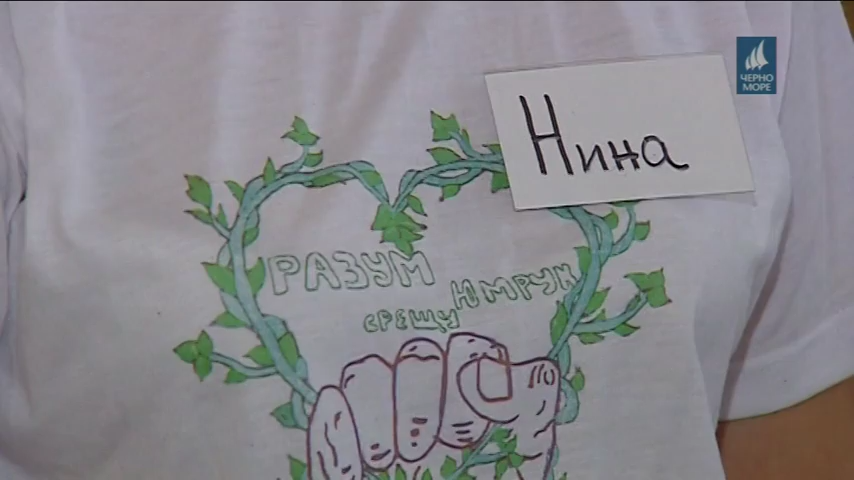 ЧЕРНО
МОРЕ
Нина
РАЗУМ
СРЕЩУ
ЮМРУК